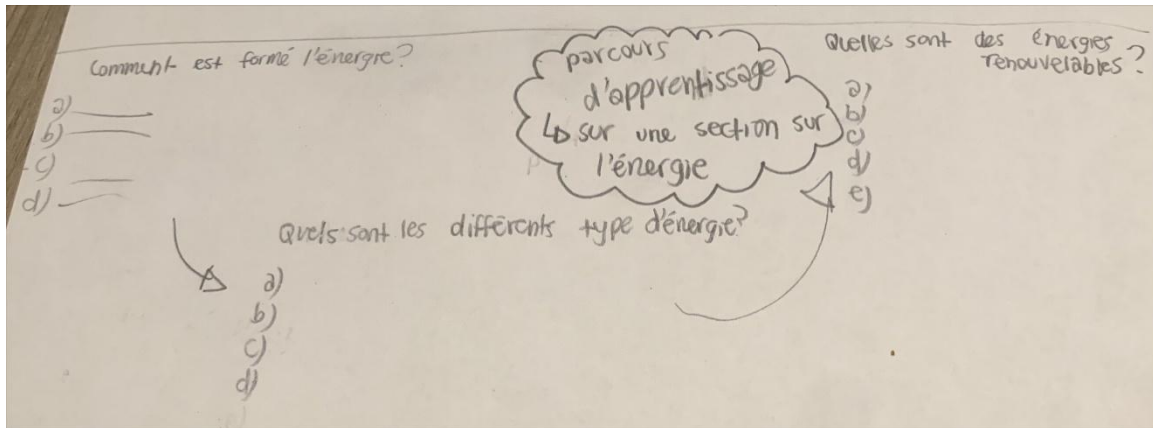 Comment est formé l'énergie?
a)
b)
c)
d)
parcours
d'apprentissage
↳ sur une section sur
l'énergie
Quelles sont des énergies
renouvelables?
a)
b)
c)
d)
e)
Quels sont les différents type d'énergie?
a)
b)
c)
d)